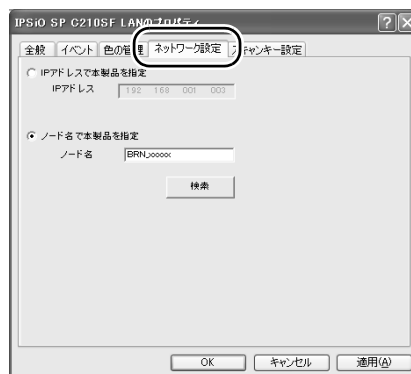 IPSiO SP C210SF LANのプロパティ
全般 イベント 色の管理 ネットワーク設定 スキャンキー設定
IPアドレスで本製品を指定
IPアドレス 192 168 001 003
ノード名で本製品を指定
ノード名 BRN_xxxxx
検索
OK キャンセル 適用(A)